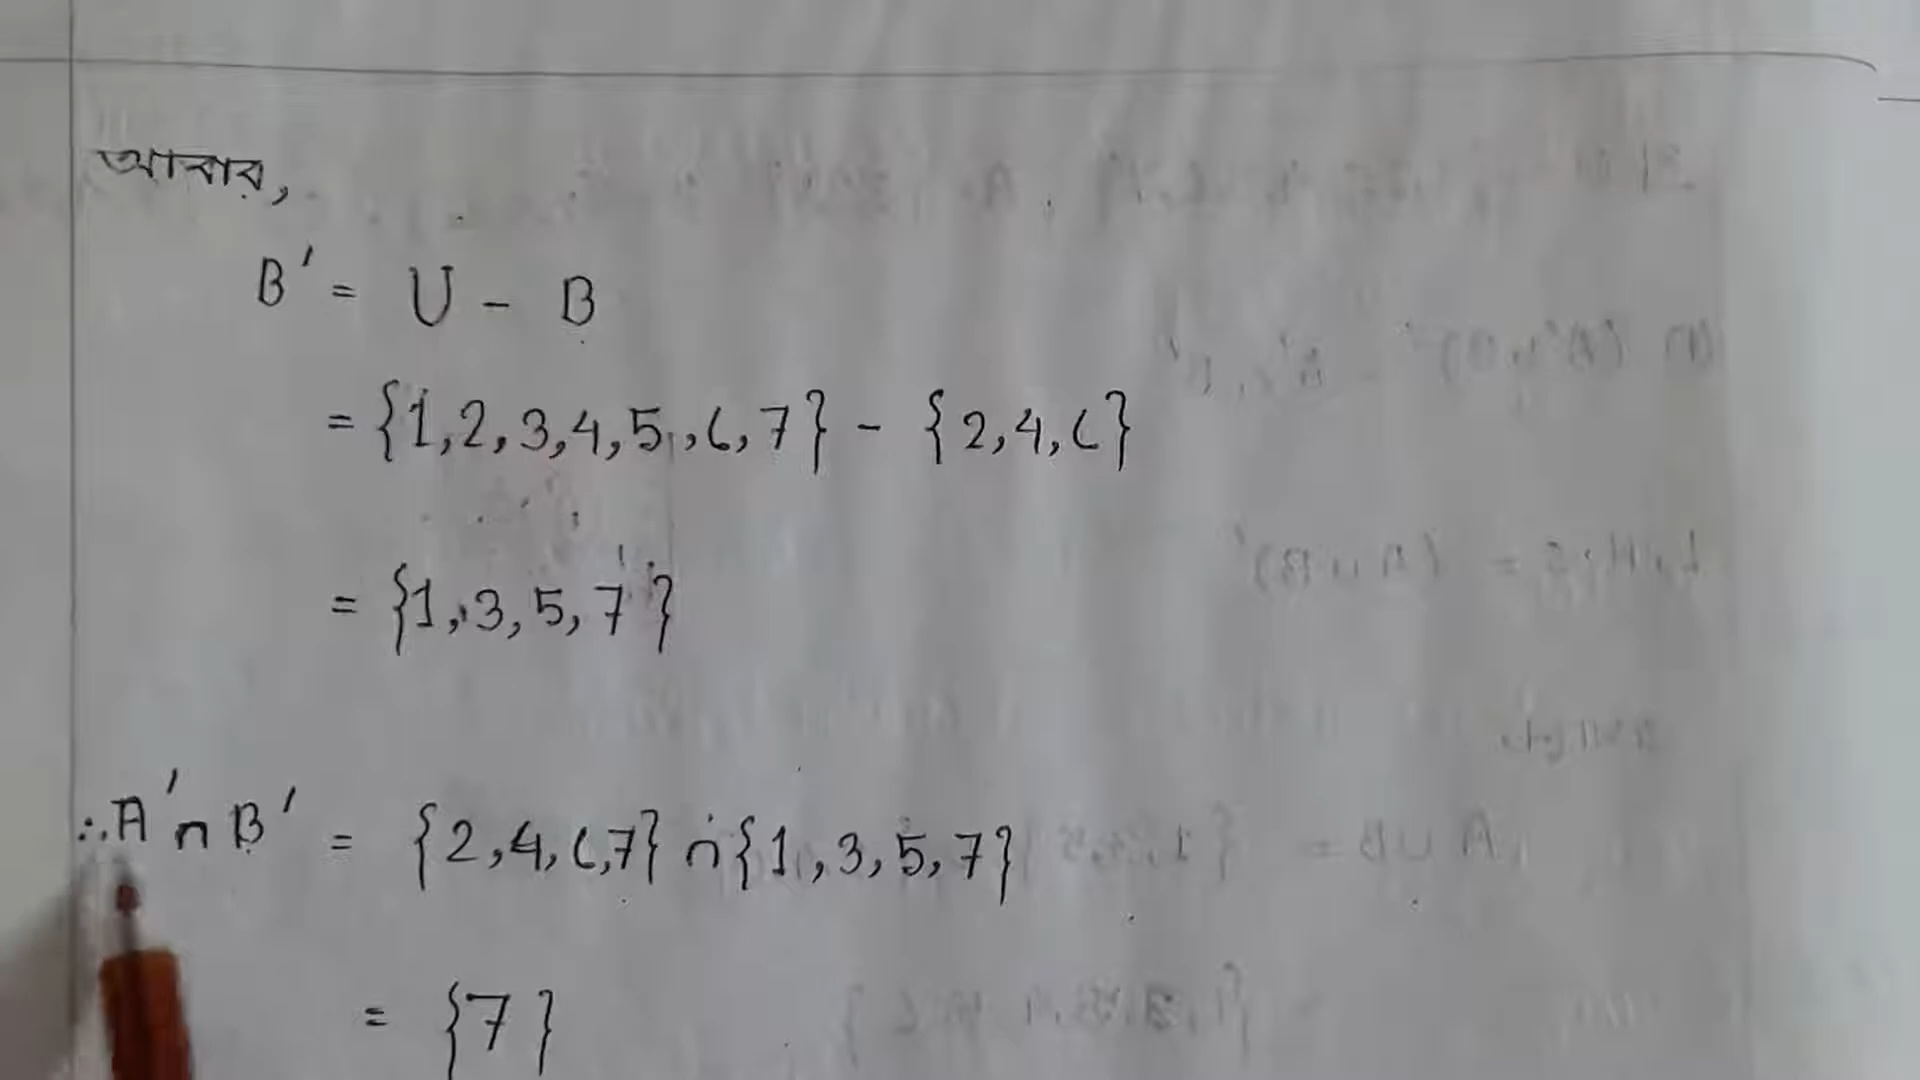 আবার,
B' = U - B
= {1,2,3,4,5,,6,7} - {2,4,6}
= {1,3,5,7}
∴A'∩B' = {2,4,6,7} ∩ {1,3,5,7}
= {7}